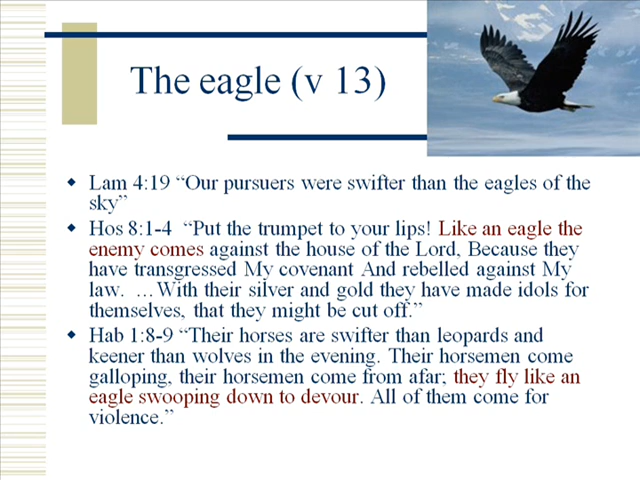 The eagle (v 13)
Lam 4:19 “Our pursuers were swifter than the eagles of the
sky”
Hos 8:1-4  “Put the trumpet to your lips! Like an eagle the
enemy comes against the house of the Lord, Because they
have transgressed My covenant And rebelled against My
law.  …With their silver and gold they have made idols for
themselves, that they might be cut off.”
Hab 1:8-9 “Their horses are swifter than leopards and
keener than wolves in the evening. Their horsemen come
galloping, their horsemen come from afar; they fly like an
eagle swooping down to devour. All of them come for
violence.”